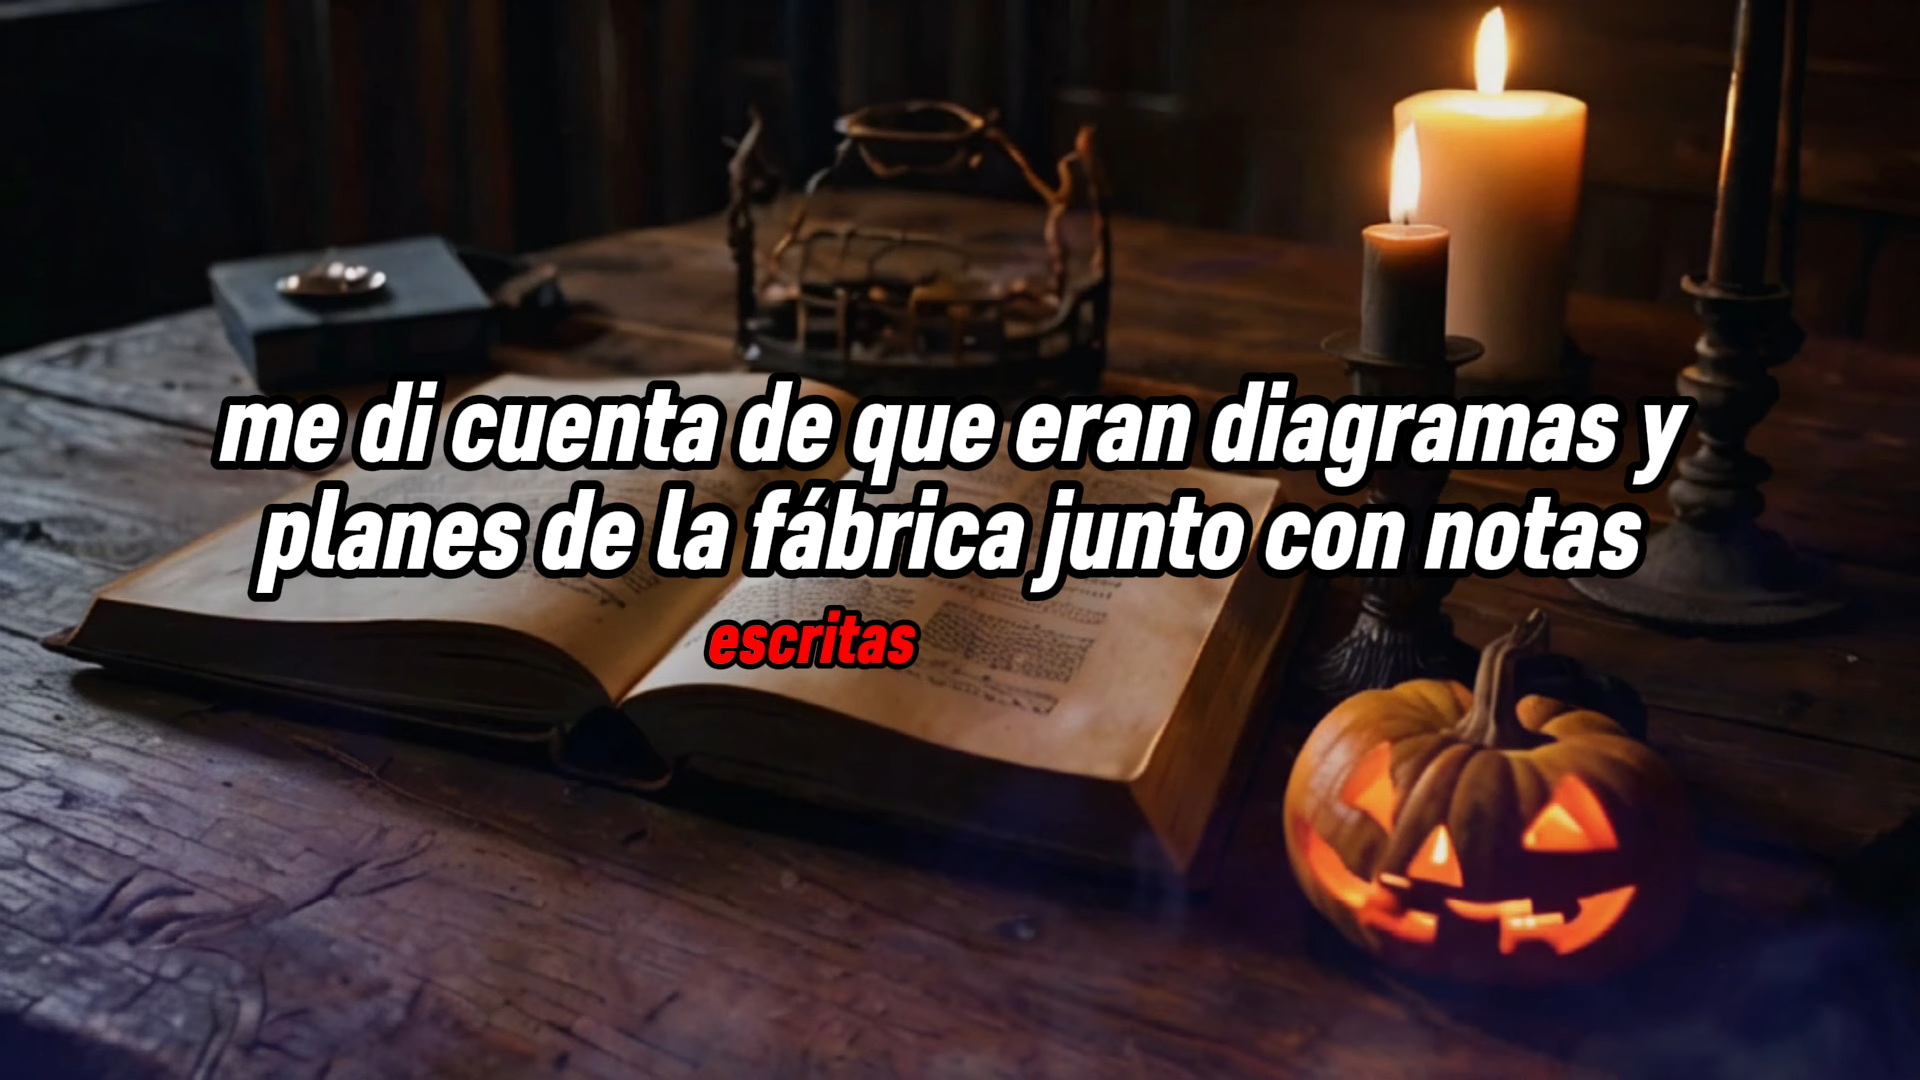 me di cuenta de que eran diagramas y
planes de la fábrica junto con notas
escritas